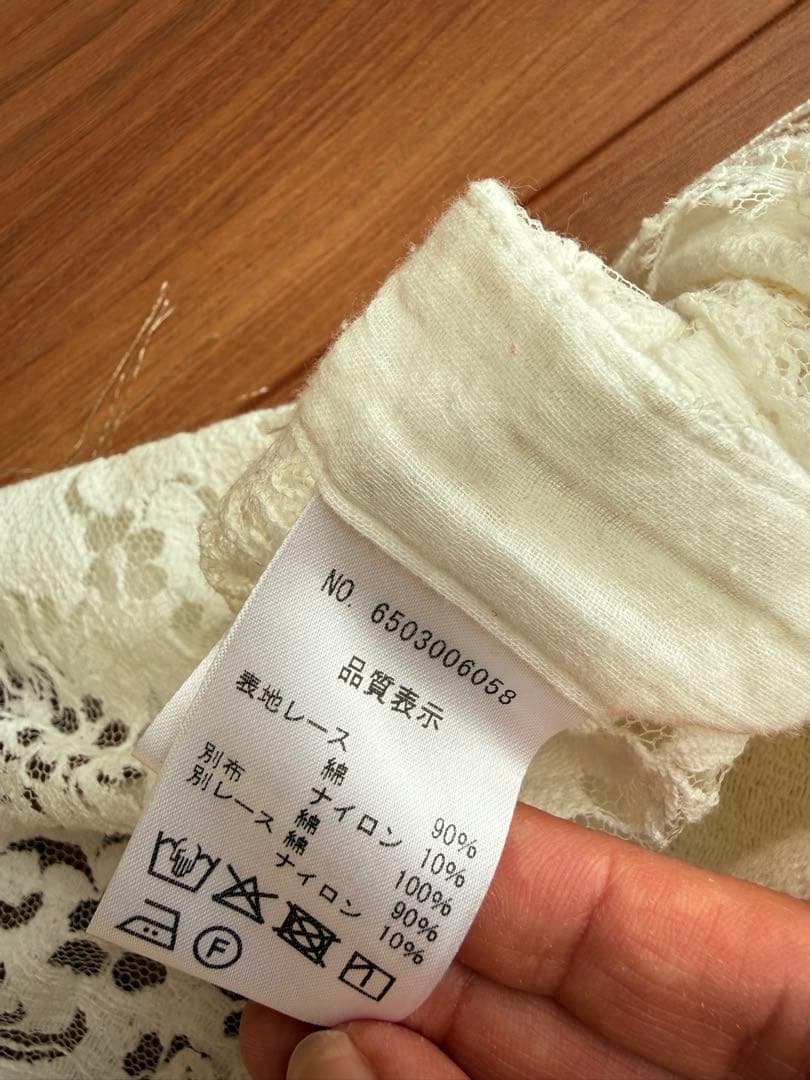 NO. 6503006058
品質表示
表地レース
綿 90%
ナイロン 10%
別布 綿 100%
別レース 綿 90%
ナイロン 10%
F